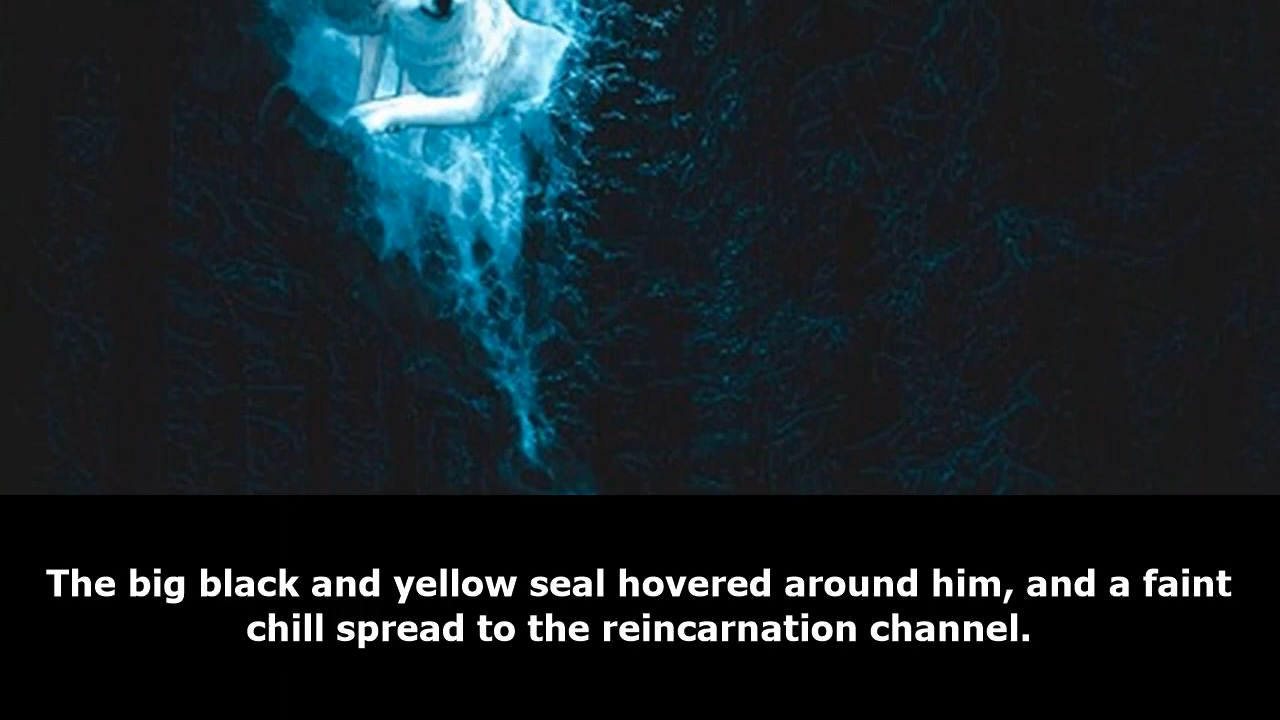 The big black and yellow seal hovered around him, and a faint
chill spread to the reincarnation channel.